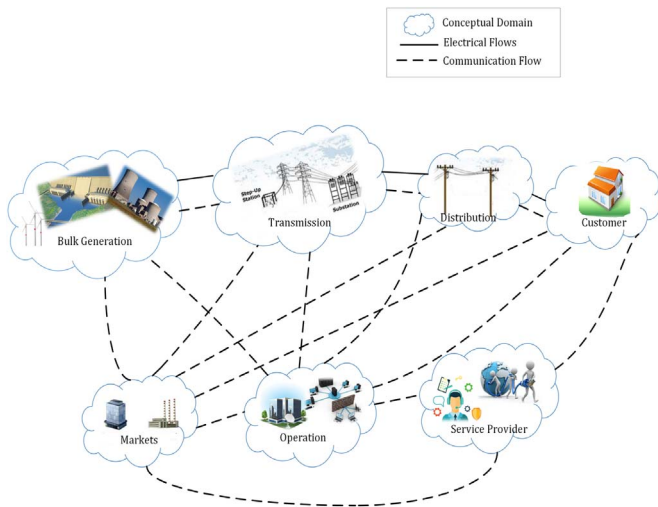 Conceptual Domain
Electrical Flows
Communication Flow
Step-Up
Station
Substation
Transmission
Distribution
Customer
Bulk Generation
Markets
Operation
Service Provider